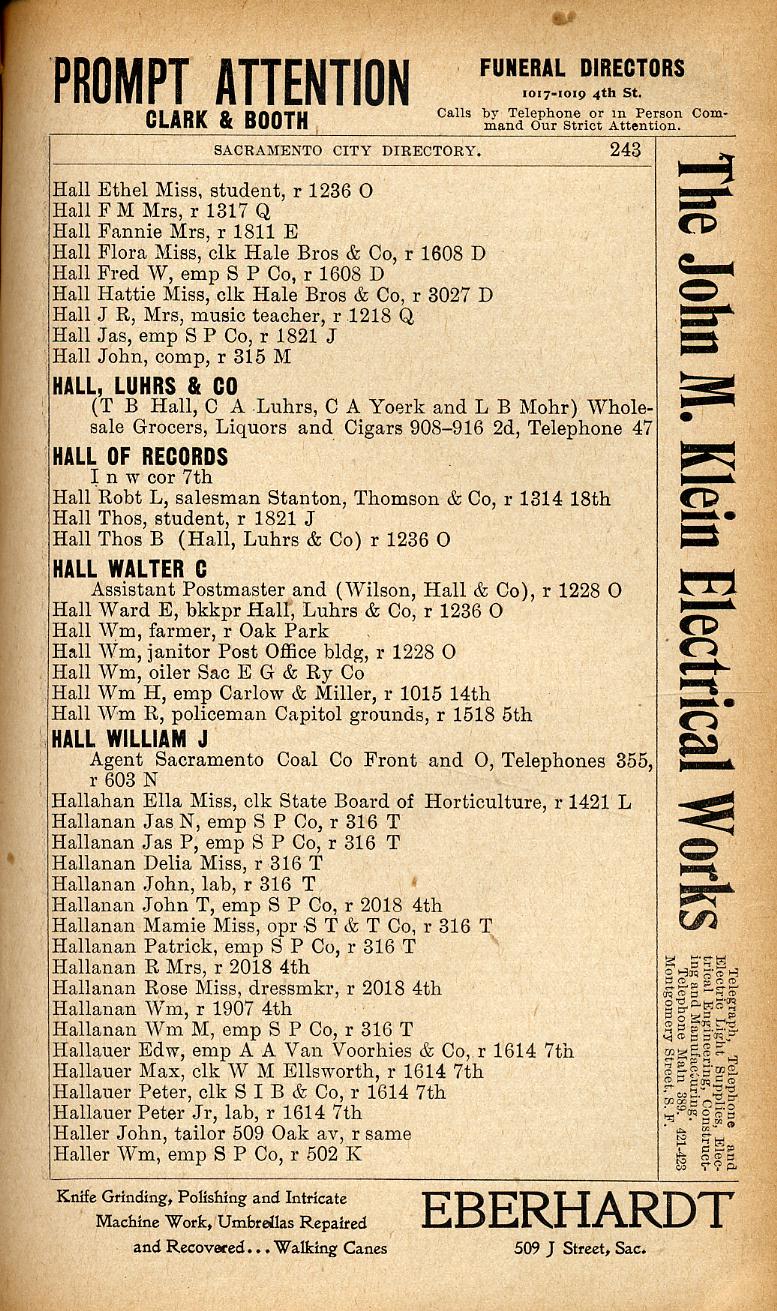 PROMPT ATTENTION
CLARK & BOOTH
FUNERAL DIRECTORS
1017-1019 4th St.
Calls by Telephone or in Person Com-
mand Our Strict Attention.
SACRAMENTO CITY DIRECTORY. 243
Hall Ethel Miss, student, r 1236 O
Hall F M Mrs, r 1317 Q
Hall Fannie Mrs, r 1811 E
Hall Flora Miss, clk Hale Bros & Co, r 1608 D
Hall Fred W, emp S P Co, r 1608 D
Hall Hattie Miss, clk Hale Bros & Co, r 3027 D
Hall J R, Mrs, music teacher, r 1218 Q
Hall Jas, emp S P Co, r 1821 J
Hall John, comp, r 315 M
HALL, LUHRS & CO
(T B Hall, C A Luhrs, C A Yoerk and L B Mohr) Whole-
sale Grocers, Liquors and Cigars 908–916 2d, Telephone 47
HALL OF RECORDS
I n w cor 7th
Hall Robt L, salesman Stanton, Thomson & Co, r 1314 18th
Hall Thos, student, r 1821 J
Hall Thos B (Hall, Luhrs & Co) r 1236 O
HALL WALTER C
Assistant Postmaster and (Wilson, Hall & Co), r 1228 O
Hall Ward E, bkkpr Hall, Luhrs & Co, r 1236 O
Hall Wm, farmer, r Oak Park
Hall Wm, janitor Post Office bldg, r 1228 O
Hall Wm, oiler Sac E G & Ry Co
Hall Wm H, emp Carlow & Miller, r 1015 14th
Hall Wm R, policeman Capitol grounds, r 1518 5th
HALL WILLIAM J
Agent Sacramento Coal Co Front and O, Telephones 355,
r 603 N
Hallahan Ella Miss, clk State Board of Horticulture, r 1421 L
Hallanan Jas N, emp S P Co, r 316 T
Hallanan Jas P, emp S P Co, r 316 T
Hallanan Delia Miss, r 316 T
Hallanan John, lab, r 316 T
Hallanan John T, emp S P Co, r 2018 4th
Hallanan Mamie Miss, opr S T & T Co, r 316 T
Hallanan Patrick, emp S P Co, r 316 T
Hallanan R Mrs, r 2018 4th
Hallanan Rose Miss, dressmkr, r 2018 4th
Hallanan Wm, r 1907 4th
Hallanan Wm M, emp S P Co, r 316 T
Hallauer Edw, emp A A Van Voorhies & Co, r 1614 7th
Hallauer Max, clk W M Ellsworth, r 1614 7th
Hallauer Peter, clk S I B & Co, r 1614 7th
Hallauer Peter Jr, lab, r 1614 7th
Haller John, tailor 509 Oak av, r same
Haller Wm, emp S P Co, r 502 K
The John M. Klein Electrical Works
Telegraph, Telephone and
Electric Light Supplies, Elec-
trical Engineering, Construct-
ing and Manufacturing.
Telephone Main 389. 421-423
Montgomery Street, S. F.
Knife Grinding, Polishing and Intricate
Machine Work, Umbrellas Repaired
and Recovered... Walking Canes
EBERHARDT
509 J Street, Sac.